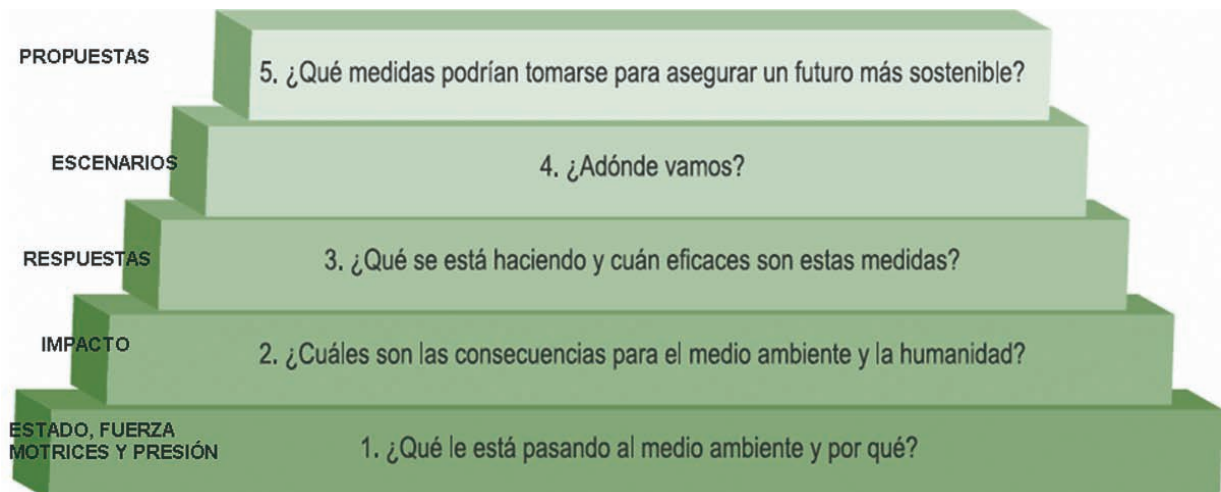 PROPUESTAS
5. ¿Qué medidas podrían tomarse para asegurar un futuro más sostenible?
ESCENARIOS
4. ¿Adónde vamos?
RESPUESTAS
3. ¿Qué se está haciendo y cuán eficaces son estas medidas?
IMPACTO
2. ¿Cuáles son las consecuencias para el medio ambiente y la humanidad?
ESTADO, FUERZA
MOTRICES Y PRESIÓN
1. ¿Qué le está pasando al medio ambiente y por qué?